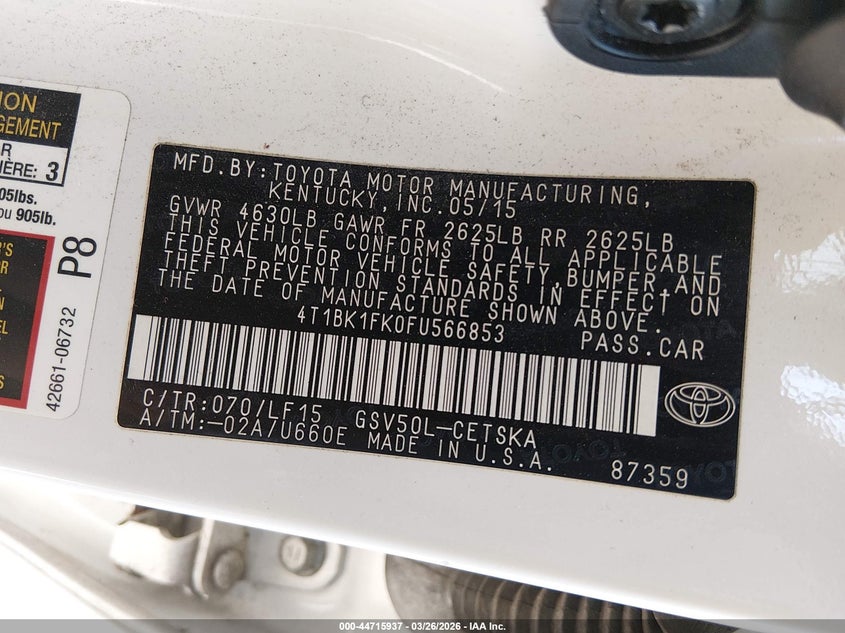 ION
GEMENT
R
IÈRE: 3
05lbs.
ou 905lb.
P8
42661-06732
MFD.BY:TOYOTA MOTOR MANUFACTURING,
KENTUCKY,INC.05/15
GVWR 4630LB GAWR FR 2625LB RR 2625LB
THIS VEHICLE CONFORMS TO ALL APPLICABLE
FEDERAL MOTOR VEHICLE SAFETY,BUMPER,AND
THEFT PREVENTION STANDARDS IN EFFECT ON
THE DATE OF MANUFACTURE SHOWN ABOVE.
4T1BK1FK0FU566853
PASS.CAR
C/TR:070/LF15 GSV50L-CETSKA
A/TM:-02A/U660E MADE IN U.S.A.
87359
000-44715937 - 03/26/2026 - IAA Inc.